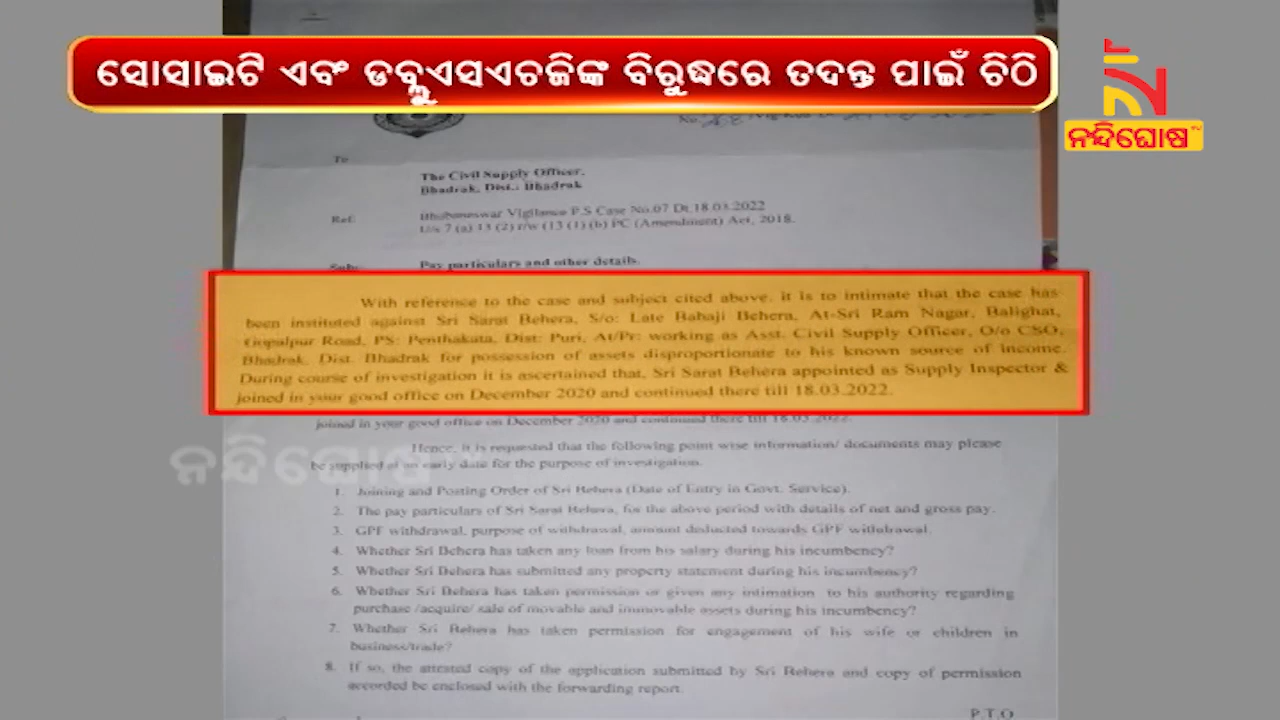 ସୋସାଇଟି ଏବଂ ଡବ୍ଲୁଏସଏଚଜିଙ୍କ ବିରୁଦ୍ଧରେ ତଦନ୍ତ ପାଇଁ ଚିଠି
ନନ୍ଦିଘୋଷ
No.
To
The Civil Supply Officer,
Bhadrak, Dist.: Bhadrak
Ref: Bhubaneswar Vigilance P.S Case No.07 Dt.18.03.2022
U/s 7 (a) 13 (2) r/w (13 (1) (b) PC (Amendment) Act, 2018.
Sub: Pay particulars and other details.
With reference to the case and subject cited above, it is to intimate that the case has
been instituted against Sri Sarat Behera, S/o: Late Babaji Behera, At-Sri Ram Nagar, Balighat,
Gopalpur Road, PS: Penthakata, Dist: Puri, At/Pr: working as Asst. Civil Supply Officer, O/o CSO,
Bhadrak, Dist. Bhadrak for possession of assets disproportionate to his known source of income.
During course of investigation it is ascertained that, Sri Sarat Behera appointed as Supply Inspector &
joined in your good office on December 2020 and continued there till 18.03.2022.
joined in your good office on December 2020 and continued there till 18.03.2022.
ନନ୍ଦିଘୋଷ
Hence, it is requested that the following point wise information/ documents may please
be supplied at an early date for the purpose of investigation.
1. Joining and Posting Order of Sri Behera (Date of Entry in Govt. Service).
2. The pay particulars of Sri Sarat Behera, for the above period with details of net and gross pay.
3. GPF withdrawal, purpose of withdrawal, amount deducted towards GPF withdrawal.
4. Whether Sri Behera has taken any loan from his salary during his incumbency?
5. Whether Sri Behera has submitted any property statement during his incumbency?
6. Whether Sri Behera has taken permission or given any intimation to his authority regarding
purchase /acquire/ sale of movable and immovable assets during his incumbency?
7. Whether Sri Behera has taken permission for engagement of his wife or children in
business/trade?
8. If so, the attested copy of the application submitted by Sri Behera and copy of permission
accorded be enclosed with the forwarding report.
P.T.O